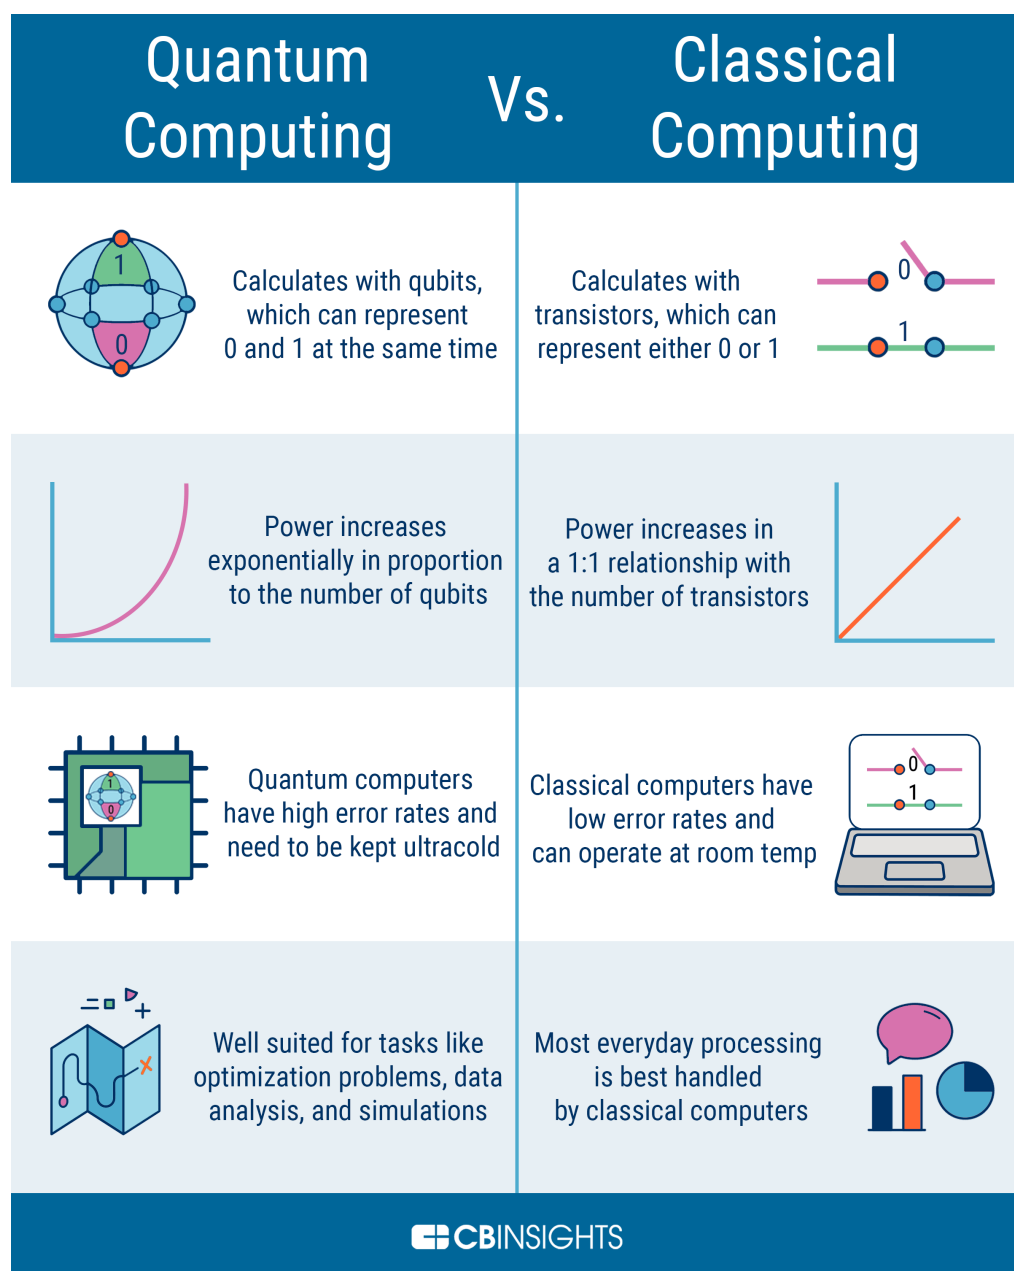 Quantum
Computing
Vs.
Classical
Computing
1
0
Calculates with qubits,
which can represent
0 and 1 at the same time
Calculates with
transistors, which can
represent either 0 or 1
0
1
Power increases
exponentially in proportion
to the number of qubits
Power increases in
a 1:1 relationship with
the number of transistors
1
0
Quantum computers
have high error rates and
need to be kept ultracold
Classical computers have
low error rates and
can operate at room temp
0
1
Well suited for tasks like
optimization problems, data
analysis, and simulations
Most everyday processing
is best handled
by classical computers
CBINSIGHTS